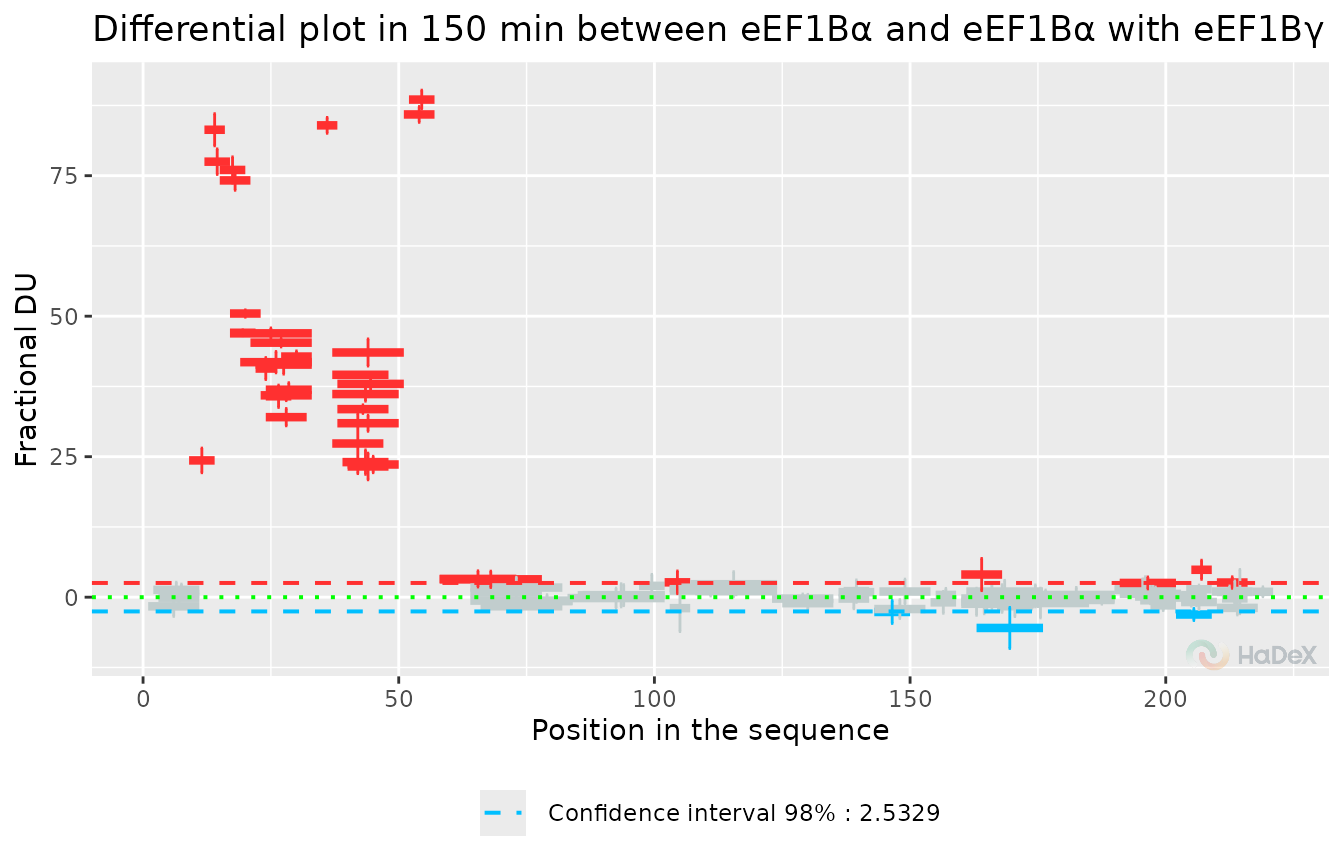 Differential plot in 150 min between eEF1Bα and eEF1Bα with eEF1Bγ
Fractional DU
75
50
25
0
0 50 100 150 200
Position in the sequence
HaDeX
Confidence interval 98% : 2.5329